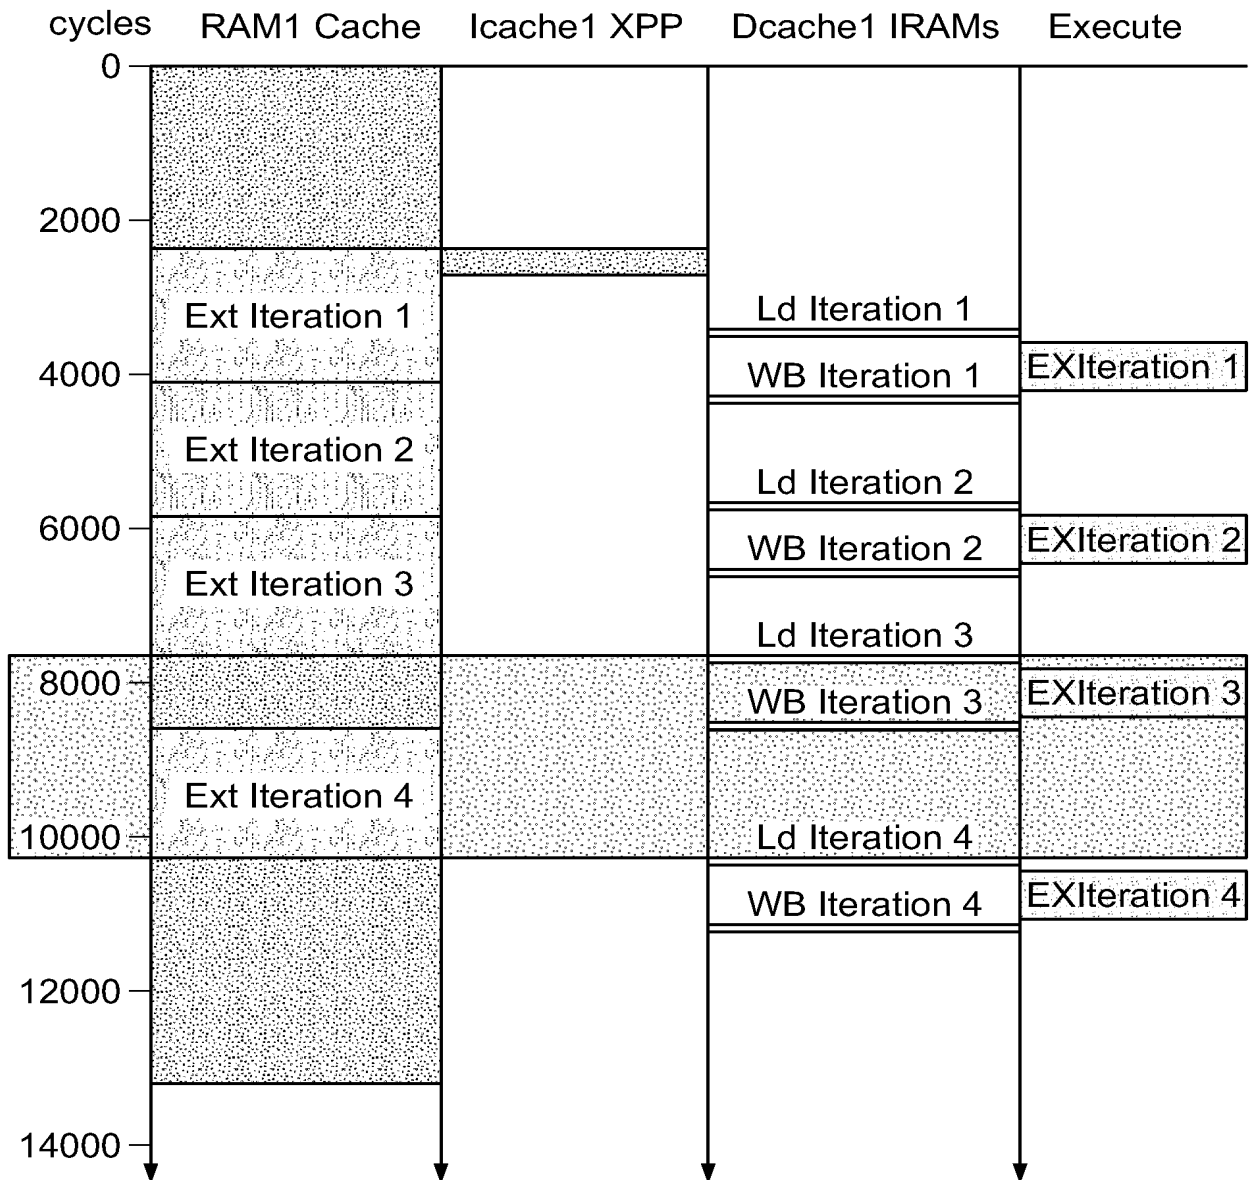 cycles RAM1 Cache Icache1 XPP Dcache1 IRAMs Execute
0
2000
Ld Iteration 1
Ext Iteration 1
EXIteration 1
4000
WB Iteration 1
Ext Iteration 2
Ld Iteration 2
6000
EXIteration 2
WB Iteration 2
Ext Iteration 3
Ld Iteration 3
8000
EXIteration 3
WB Iteration 3
Ext Iteration 4
10000
Ld Iteration 4
EXIteration 4
WB Iteration 4
12000
14000